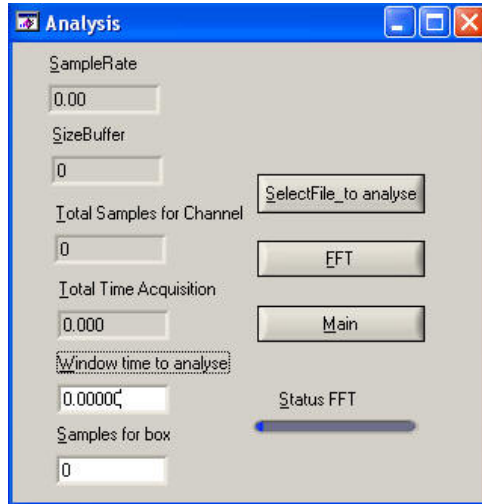 Analysis
SampleRate
0.00
SizeBuffer
0
Total Samples for Channel
0
Total Time Acquisition
0.000
Window time to analyse
0.0000
Samples for box
0
SelectFile_to analyse
FFT
Main
Status FFT